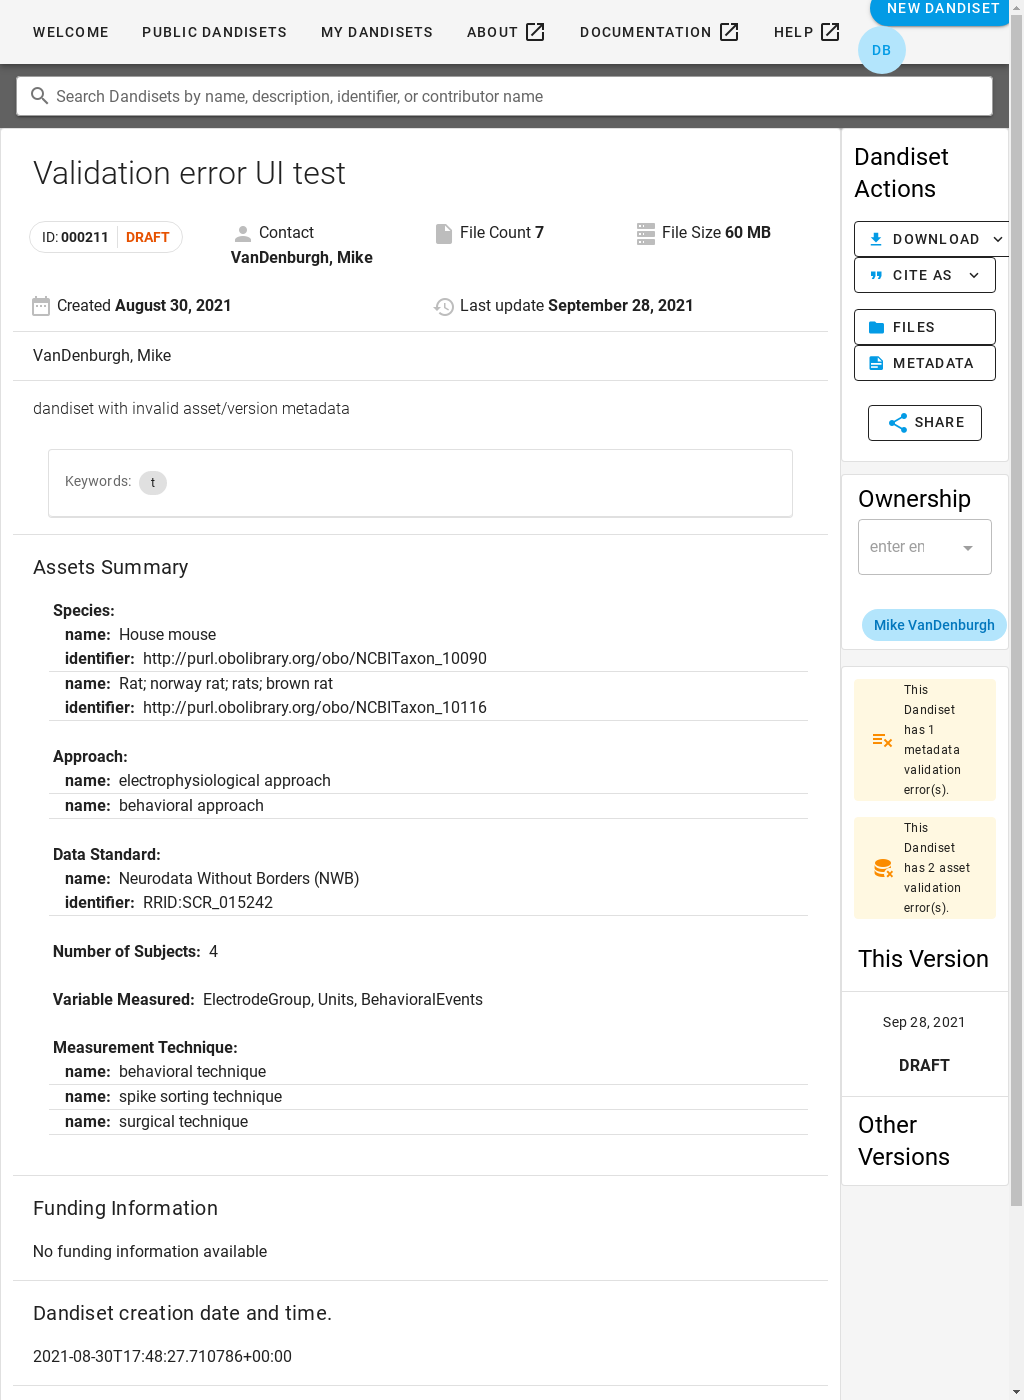 WELCOME
PUBLIC DANDISETS
MY DANDISETS
ABOUT
DOCUMENTATION
HELP
NEW DANDISET
DB
Search Dandisets by name, description, identifier, or contributor name
Validation error UI test
ID: 000211
DRAFT
Contact
VanDenburgh, Mike
File Count 7
File Size 60 MB
Created August 30, 2021
Last update September 28, 2021
VanDenburgh, Mike
dandiset with invalid asset/version metadata
Keywords: t
Assets Summary
Species:
name: House mouse
identifier: http://purl.obolibrary.org/obo/NCBITaxon_10090
name: Rat; norway rat; rats; brown rat
identifier: http://purl.obolibrary.org/obo/NCBITaxon_10116
Approach:
name: electrophysiological approach
name: behavioral approach
Data Standard:
name: Neurodata Without Borders (NWB)
identifier: RRID:SCR_015242
Number of Subjects: 4
Variable Measured: ElectrodeGroup, Units, BehavioralEvents
Measurement Technique:
name: behavioral technique
name: spike sorting technique
name: surgical technique
Funding Information
No funding information available
Dandiset creation date and time.
2021-08-30T17:48:27.710786+00:00
Dandiset
Actions
DOWNLOAD
CITE AS
FILES
METADATA
SHARE
Ownership
enter en
Mike VanDenburgh
This
Dandiset
has 1
metadata
validation
error(s).
This
Dandiset
has 2 asset
validation
error(s).
This Version
Sep 28, 2021
DRAFT
Other
Versions